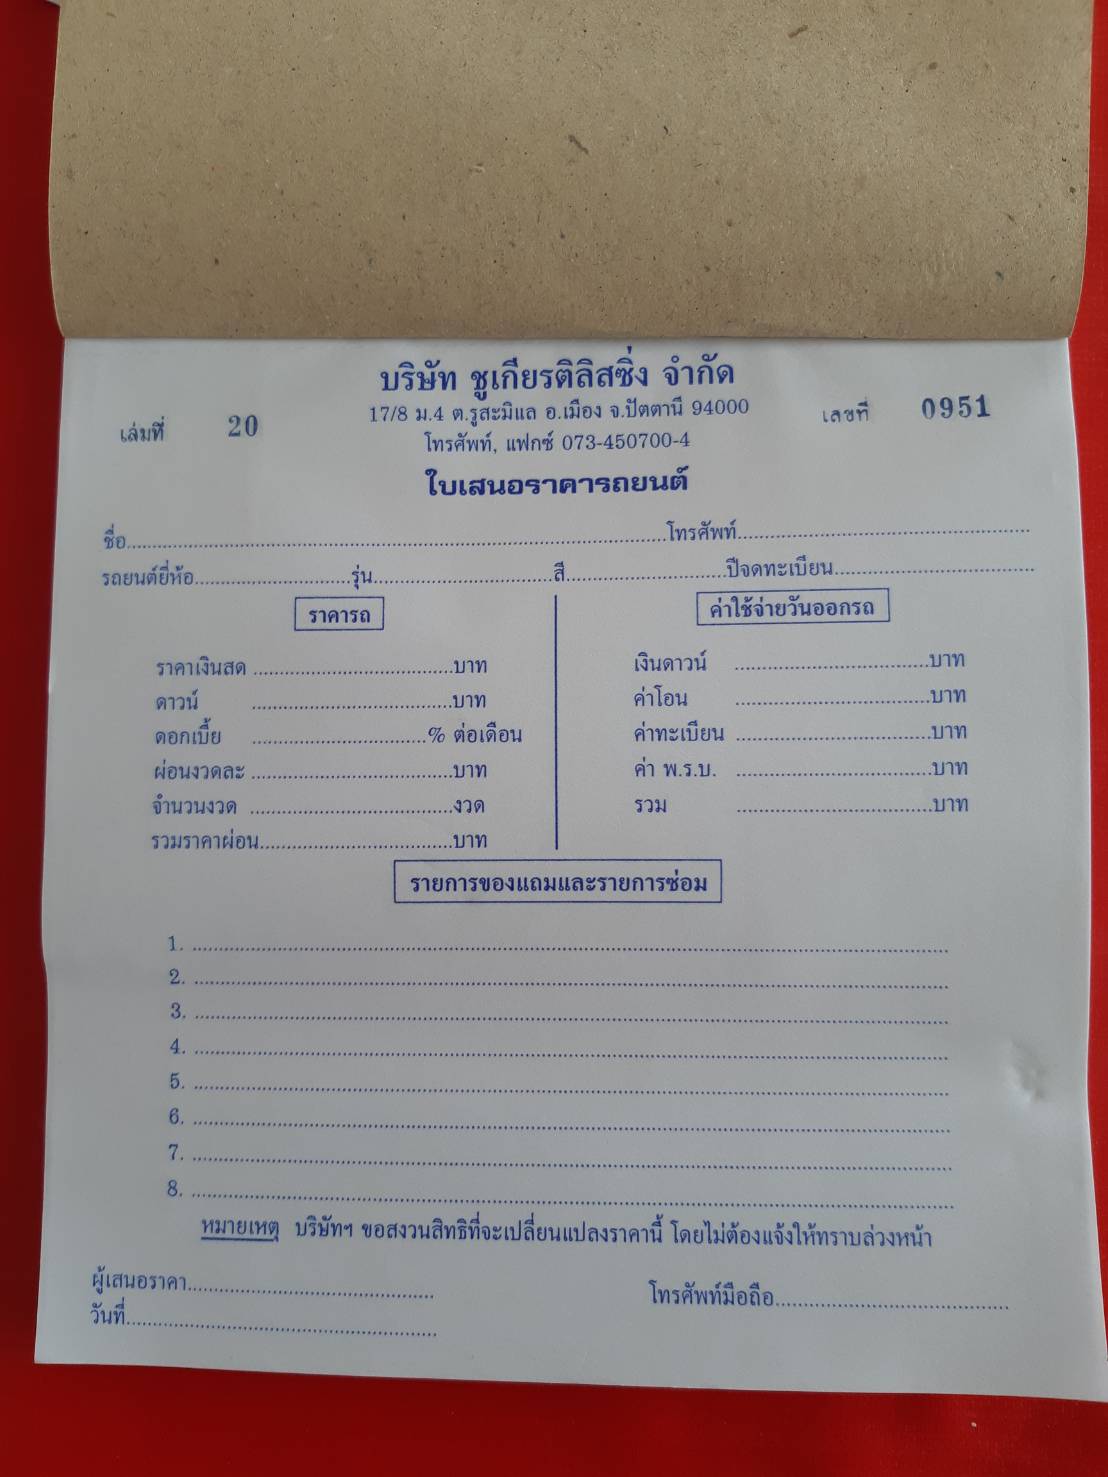 บริษัท ชูเกียรติลิสซิ่ง จำกัด
17/8 ม.4 ต.รูสะมิแล อ.เมือง จ.ปัตตานี 94000
เล่มที่ 20
เลขที่ 0951
โทรศัพท์, แฟกซ์ 073-450700-4
ใบเสนอราคารถยนต์
ชื่อ..........โทรศัพท์..........
รถยนต์ยี่ห้อ..........รุ่น..........สี..........ปีจดทะเบียน..........
ราคารถ
ราคาเงินสด ..........บาท
ดาวน์ ..........บาท
ดอกเบี้ย ..........% ต่อเดือน
ผ่อนงวดละ ..........บาท
จำนวนงวด ..........งวด
รวมราคาผ่อน..........บาท
ค่าใช้จ่ายวันออกรถ
เงินดาวน์ ..........บาท
ค่าโอน ..........บาท
ค่าทะเบียน ..........บาท
ค่า พ.ร.บ. ..........บาท
รวม ..........บาท
รายการของแถมและรายการซ่อม
1. ..........
2. ..........
3. ..........
4. ..........
5. ..........
6. ..........
7. ..........
8. ..........
หมายเหตุ บริษัทฯ ขอสงวนสิทธิที่จะเปลี่ยนแปลงราคานี้ โดยไม่ต้องแจ้งให้ทราบล่วงหน้า
ผู้เสนอราคา..........
โทรศัพท์มือถือ..........
วันที่..........